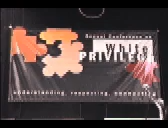 Annual Conference on
White
PRIVILEGE
understanding, respecting, connecting